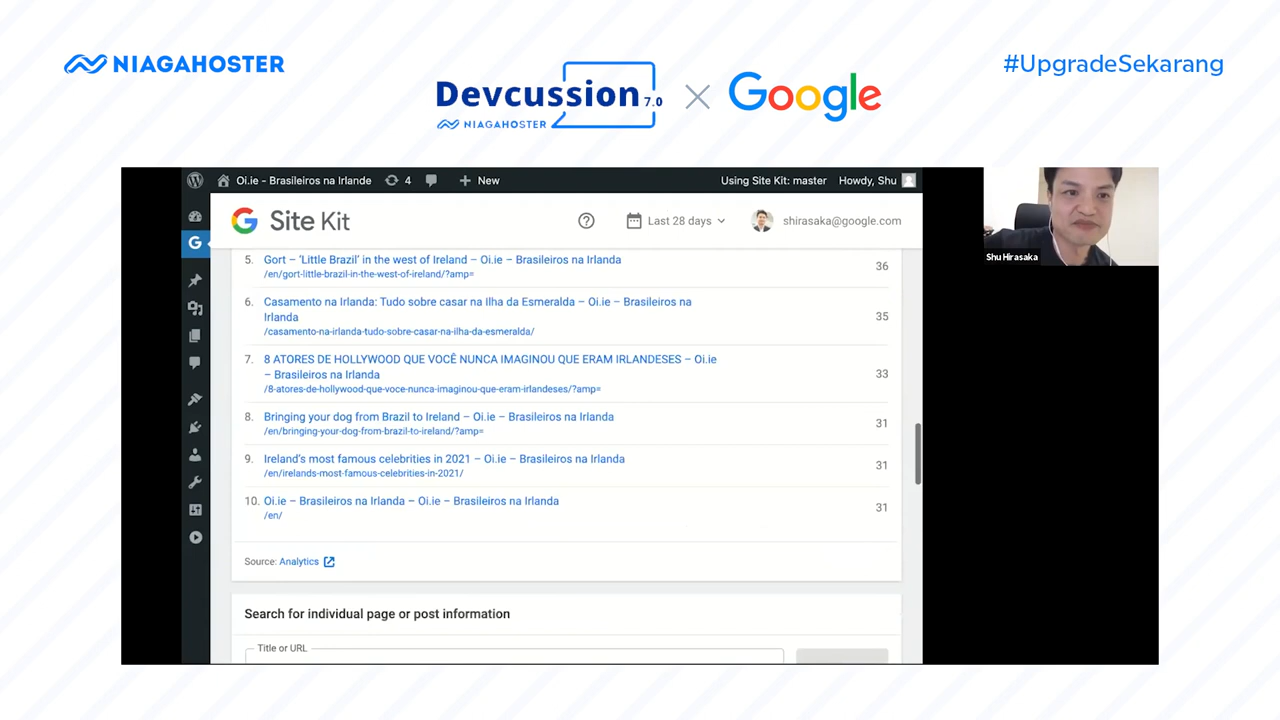 NIAGAHOSTER
#UpgradeSekarang
Devcussion 7.0
NIAGAHOSTER
Google
Oi.ie – Brasileiros na Irlande 4 New Using Site Kit: master Howdy, Shu
Site Kit Last 28 days shirasaka@google.com
5. Gort – ‘Little Brazil’ in the west of Ireland – Oi.ie – Brasileiros na Irlanda 36
/en/gort-little-brazil-in-the-west-of-ireland/?amp=
6. Casamento na Irlanda: Tudo sobre casar na Ilha da Esmeralda – Oi.ie – Brasileiros na
Irlanda 35
/casamento-na-irlanda-tudo-sobre-casar-na-ilha-da-esmeralda/
7. 8 ATORES DE HOLLYWOOD QUE VOCÊ NUNCA IMAGINOU QUE ERAM IRLANDESES – Oi.ie
– Brasileiros na Irlanda 33
/8-atores-de-hollywood-que-voce-nunca-imaginou-que-eram-irlandeses/?amp=
8. Bringing your dog from Brazil to Ireland – Oi.ie – Brasileiros na Irlanda 31
/en/bringing-your-dog-from-brazil-to-ireland/?amp=
9. Ireland’s most famous celebrities in 2021 – Oi.ie – Brasileiros na Irlanda 31
/en/irelands-most-famous-celebrities-in-2021/
10. Oi.ie – Brasileiros na Irlanda – Oi.ie – Brasileiros na Irlanda 31
/en/
Source: Analytics
Search for individual page or post information
Title or URL
Shu Hirasaka